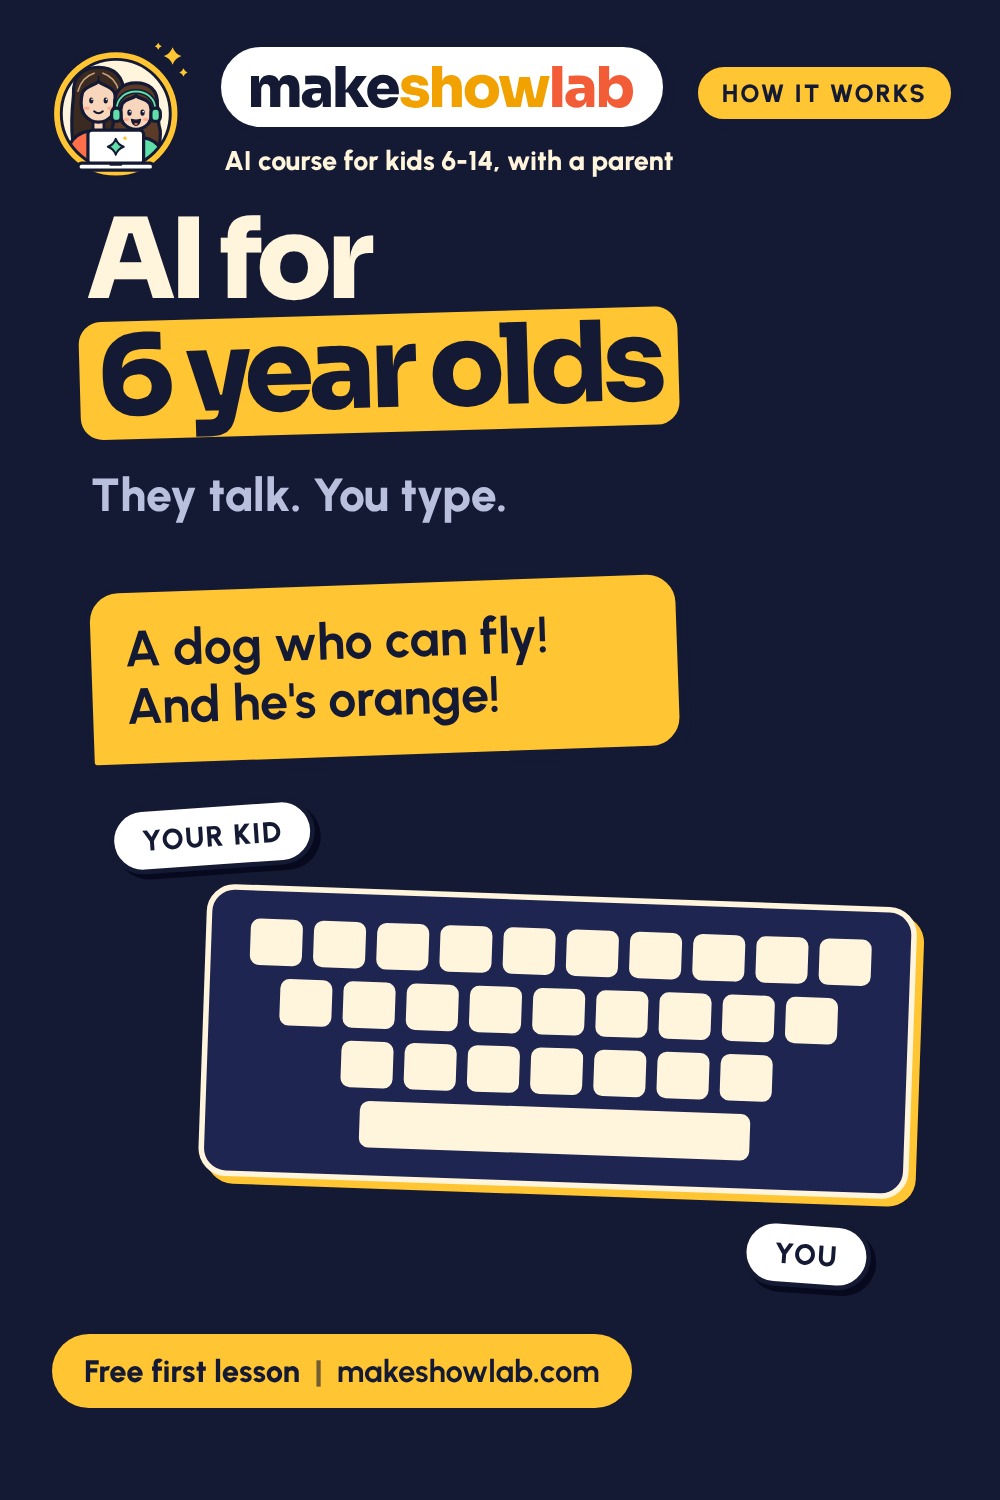 makeshowlab
HOW IT WORKS
AI course for kids 6-14, with a parent
AI for
6 year olds
They talk. You type.
A dog who can fly!
And he's orange!
YOUR KID
YOU
Free first lesson | makeshowlab.com